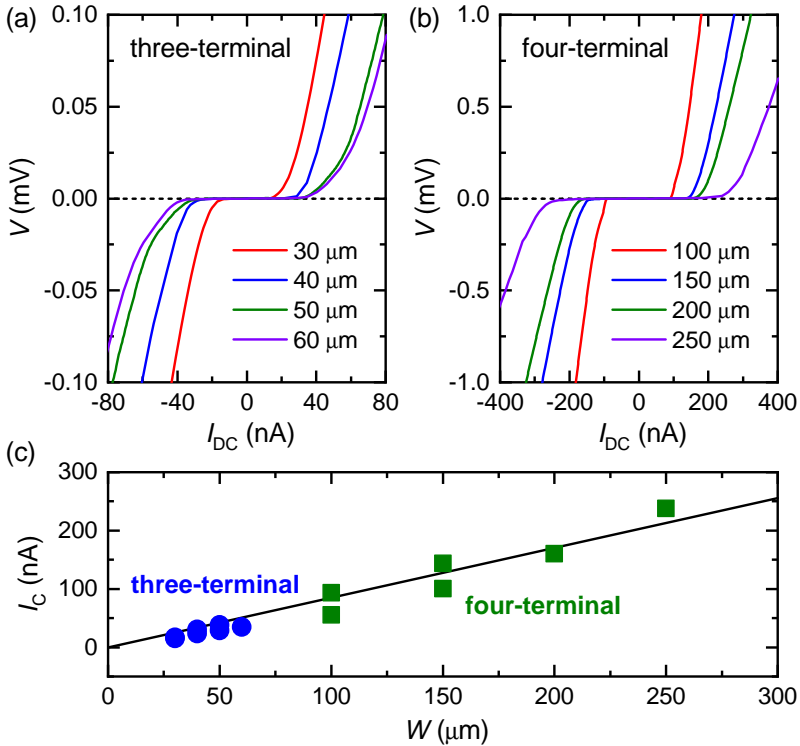 (a)
three-terminal
V (mV)
0.10
0.05
0.00
-0.05
-0.10
30 μm
40 μm
50 μm
60 μm
-80 -40 0 40 80
I_DC (nA)
(b)
four-terminal
V (mV)
1.0
0.5
0.0
-0.5
-1.0
100 μm
150 μm
200 μm
250 μm
-400 -200 0 200 400
I_DC (nA)
(c)
I_C (nA)
300
200
100
0
three-terminal
four-terminal
0 50 100 150 200 250 300
W (μm)